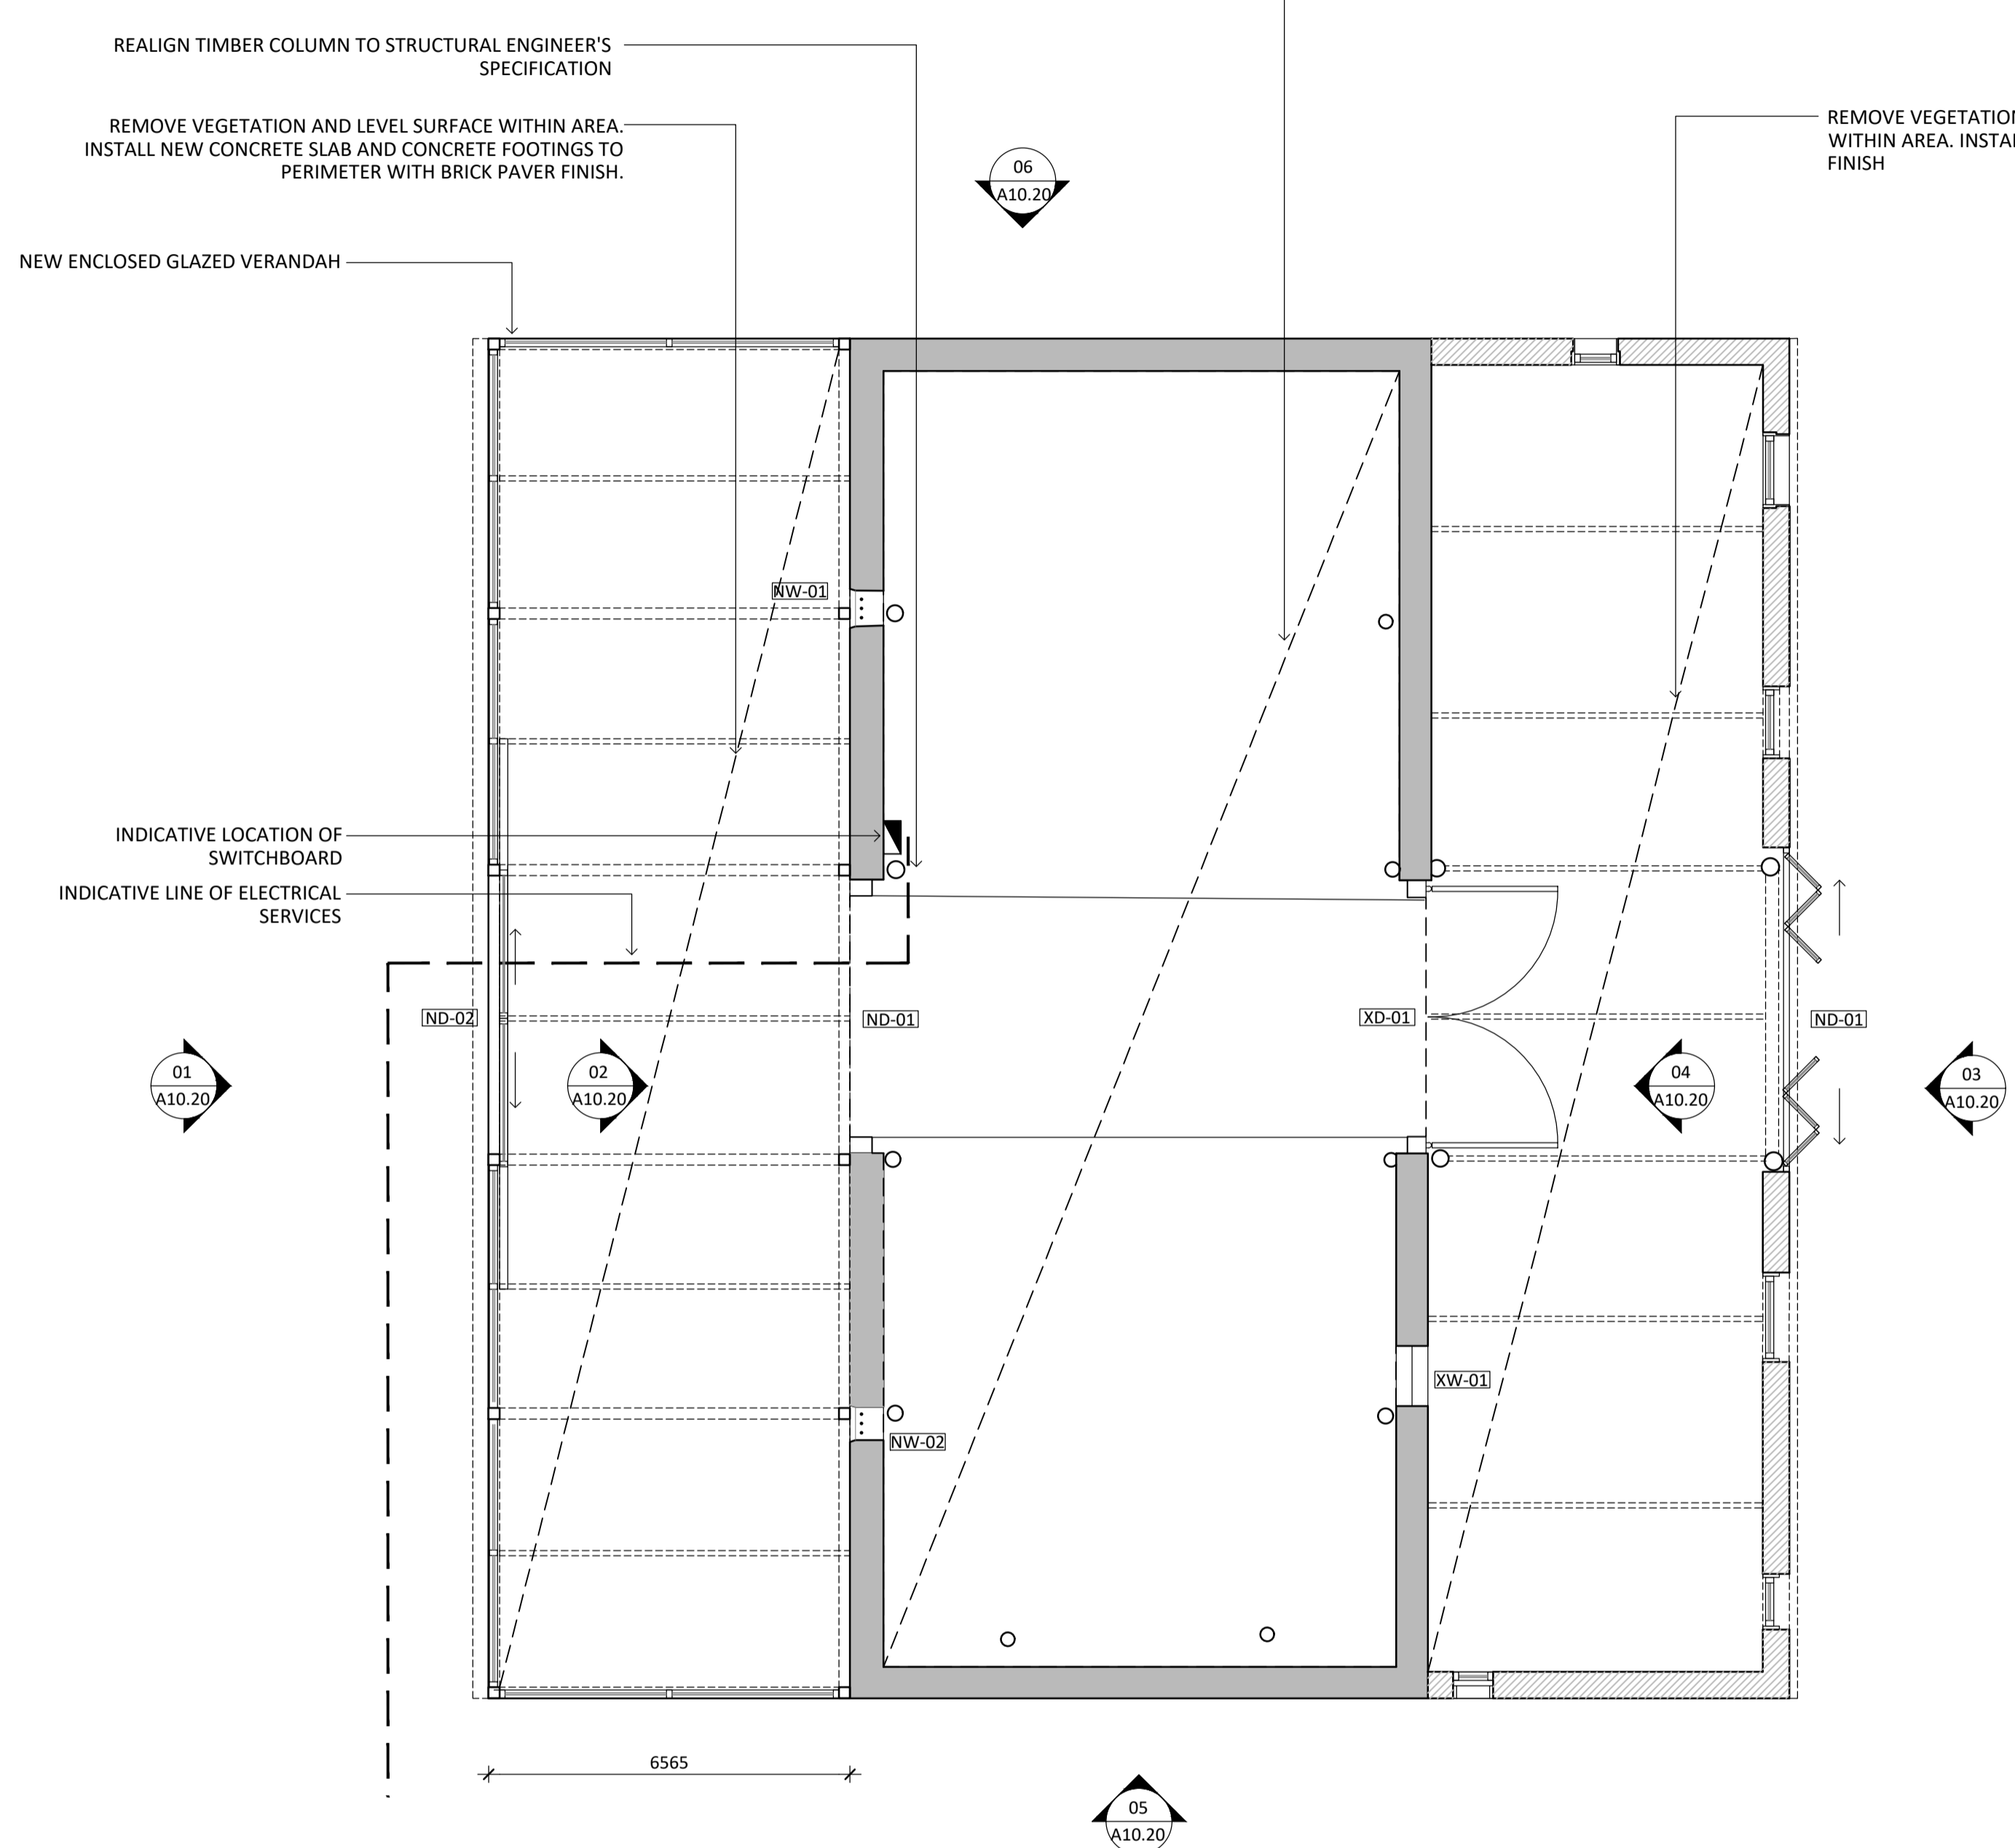 REALIGN TIMBER COLUMN TO STRUCTURAL ENGINEER'S
SPECIFICATION
REMOVE VEGETATION AND LEVEL SURFACE WITHIN AREA.
INSTALL NEW CONCRETE SLAB AND CONCRETE FOOTINGS TO
PERIMETER WITH BRICK PAVER FINISH.
REMOVE VEGETATION
WITHIN AREA. INSTAL
FINISH
06
A10.20
NEW ENCLOSED GLAZED VERANDAH
NW-01
INDICATIVE LOCATION OF
SWITCHBOARD
INDICATIVE LINE OF ELECTRICAL
SERVICES
ND-02
ND-01
XD-01
ND-01
01
A10.20
02
A10.20
04
A10.20
03
A10.20
XW-01
NW-02
6565
05
A10.20